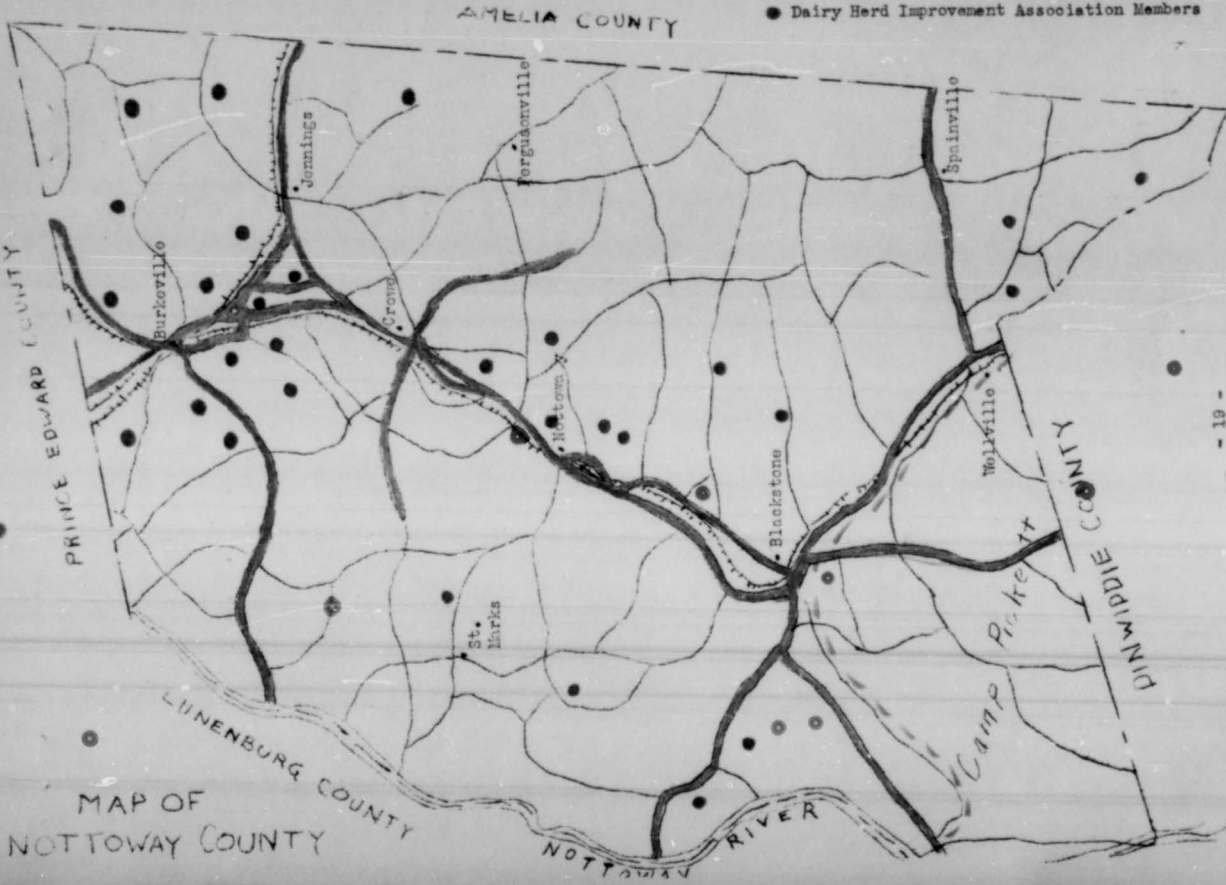 AMELIA COUNTY
● Dairy Herd Improvement Association Members
Jennings
Fergusonville
Spainville
PRINCE EDWARD COUNTY
Burkeville
Crewe
Nottoway
Blackstone
Wellville
- 19 -
DINWIDDIE COUNTY
Camp Pickett
St.
Marks
LUNENBURG COUNTY
MAP OF
NOTTOWAY COUNTY
NOTTOWAY RIVER